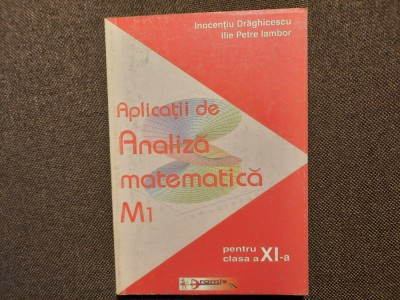 Inocenţiu Drăghicescu
Ilie Petre Iambor
Aplicaţii de
Analiză
matematică
M1
pentru
clasa a XI-a